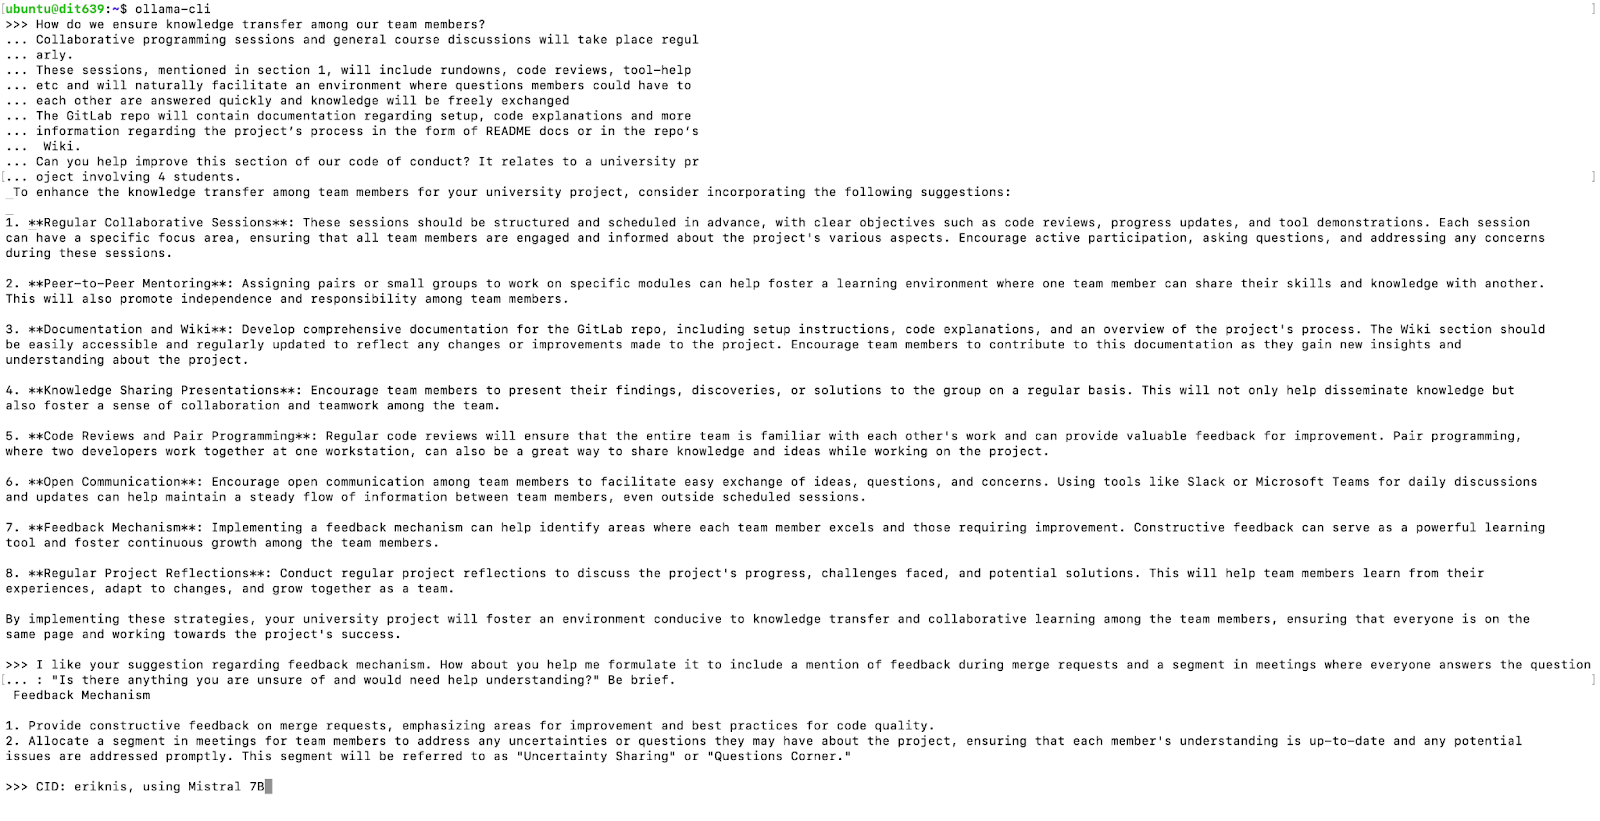 ubuntu@dit639:~$ ollama-cli
>>> How do we ensure knowledge transfer among our team members?
... Collaborative programming sessions and general course discussions will take place regul
... arly.
... These sessions, mentioned in section 1, will include rundowns, code reviews, tool-help
... etc and will naturally facilitate an environment where questions members could have to
... each other are answered quickly and knowledge will be freely exchanged
... The GitLab repo will contain documentation regarding setup, code explanations and more
... information regarding the project’s process in the form of README docs or in the repo’s
...  Wiki.
... Can you help improve this section of our code of conduct? It relates to a university pr
[... oject involving 4 students. ]
_To enhance the knowledge transfer among team members for your university project, consider incorporating the following suggestions:
_
1. **Regular Collaborative Sessions**: These sessions should be structured and scheduled in advance, with clear objectives such as code reviews, progress updates, and tool demonstrations. Each session
can have a specific focus area, ensuring that all team members are engaged and informed about the project's various aspects. Encourage active participation, asking questions, and addressing any concerns
during these sessions.
2. **Peer-to-Peer Mentoring**: Assigning pairs or small groups to work on specific modules can help foster a learning environment where one team member can share their skills and knowledge with another.
This will also promote independence and responsibility among team members.
3. **Documentation and Wiki**: Develop comprehensive documentation for the GitLab repo, including setup instructions, code explanations, and an overview of the project's process. The Wiki section should
be easily accessible and regularly updated to reflect any changes or improvements made to the project. Encourage team members to contribute to this documentation as they gain new insights and
understanding about the project.
4. **Knowledge Sharing Presentations**: Encourage team members to present their findings, discoveries, or solutions to the group on a regular basis. This will not only help disseminate knowledge but
also foster a sense of collaboration and teamwork among the team.
5. **Code Reviews and Pair Programming**: Regular code reviews will ensure that the entire team is familiar with each other's work and can provide valuable feedback for improvement. Pair programming,
where two developers work together at one workstation, can also be a great way to share knowledge and ideas while working on the project.
6. **Open Communication**: Encourage open communication among team members to facilitate easy exchange of ideas, questions, and concerns. Using tools like Slack or Microsoft Teams for daily discussions
and updates can help maintain a steady flow of information between team members, even outside scheduled sessions.
7. **Feedback Mechanism**: Implementing a feedback mechanism can help identify areas where each team member excels and those requiring improvement. Constructive feedback can serve as a powerful learning
tool and foster continuous growth among the team members.
8. **Regular Project Reflections**: Conduct regular project reflections to discuss the project's progress, challenges faced, and potential solutions. This will help team members learn from their
experiences, adapt to changes, and grow together as a team.
By implementing these strategies, your university project will foster an environment conducive to knowledge transfer and collaborative learning among the team members, ensuring that everyone is on the
same page and working towards the project's success.
>>> I like your suggestion regarding feedback mechanism. How about you help me formulate it to include a mention of feedback during merge requests and a segment in meetings where everyone answers the question
[... : "Is there anything you are unsure of and would need help understanding?" Be brief. ]
Feedback Mechanism
1. Provide constructive feedback on merge requests, emphasizing areas for improvement and best practices for code quality.
2. Allocate a segment in meetings for team members to address any uncertainties or questions they may have about the project, ensuring that each member's understanding is up-to-date and any potential
issues are addressed promptly. This segment will be referred to as "Uncertainty Sharing" or "Questions Corner."
>>> CID: eriknis, using Mistral 7B